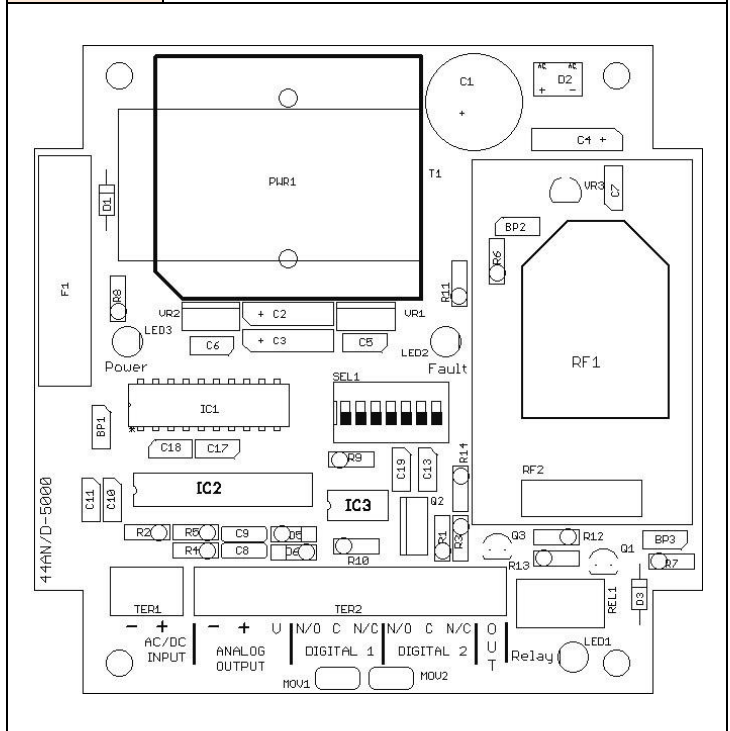 C1
AC AC
D2
+ -
+
C4 +
PWR1
T1
VR3
C7
D1
BP2
R6
F1
R8
R11
VR2
+ C2
VR1
LED3
+ C3
C6
C5
LED2
Power
Fault
RF1
SEL1
IC1
BP1
*
C18
C17
R9
C19
C13
R14
RF2
IC2
C11
C10
IC3
Q2
44AN/D-5000
R2
R5
C9
D5
R4
C8
D6
R10
R1
R3
Q3
R12
R13
Q1
BP3
R7
TER1
TER2
REL1
D3
- + - + V N/O C N/C N/O C N/C O
AC/DC ANALOG DIGITAL 1 DIGITAL 2 U
INPUT OUTPUT T
Relay
LED1
MOV1
MOV2